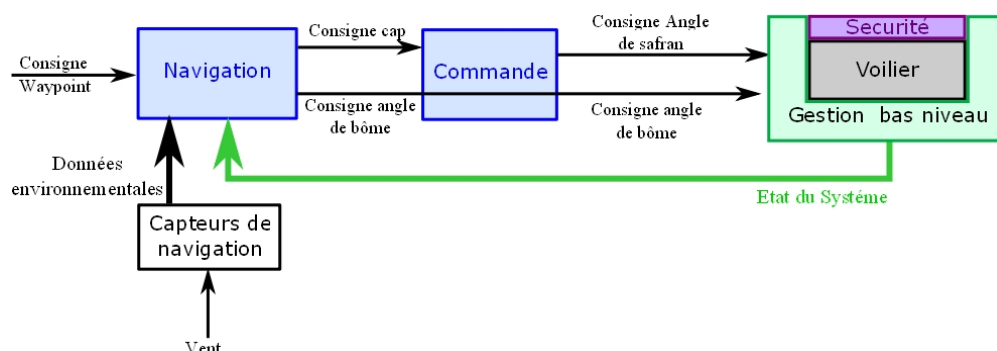 Consigne
Waypoint
Navigation
Consigne cap
Consigne angle
de bôme
Commande
Consigne Angle
de safran
Consigne angle
de bôme
Securité
Voilier
Gestion bas niveau
Etat du Systéme
Données
environnementales
Capteurs de
navigation
Vent